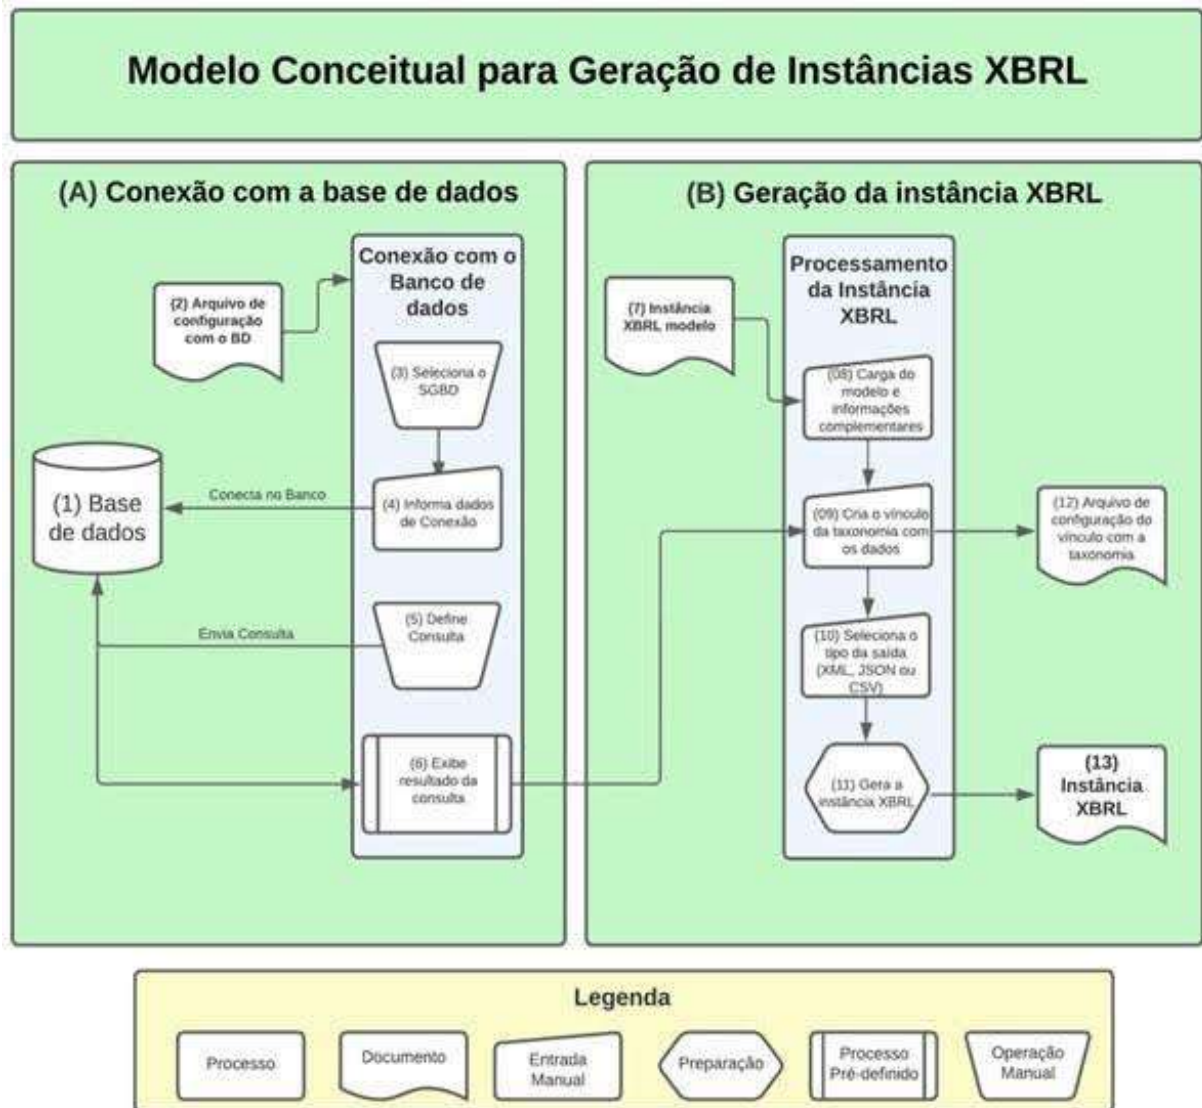 Modelo Conceitual para Geração de Instâncias XBRL
(A) Conexão com a base de dados
Conexão com o
Banco de
dados
(2) Arquivo de
configuração
com o BD
(3) Seleciona o
SGBD
(1) Base
de dados
Conecta no Banco
(4) Informa dados
de Conexão
Envia Consulta
(5) Define
Consulta
(6) Exibe
resultado da
consulta
(B) Geração da instância XBRL
Processamento
da Instância
XBRL
(7) Instância
XBRL modelo
(08) Carga do
modelo e
informações
complementares
(09) Cria o vínculo
da taxonomia com
os dados
(12) Arquivo de
configuração do
vínculo com a
taxonomia
(10) Seleciona o
tipo da saída
(XML, JSON ou
CSV)
(11) Gera a
instância XBRL
(13)
Instância
XBRL
Legenda
Processo
Documento
Entrada
Manual
Preparação
Processo
Pré-definido
Operação
Manual